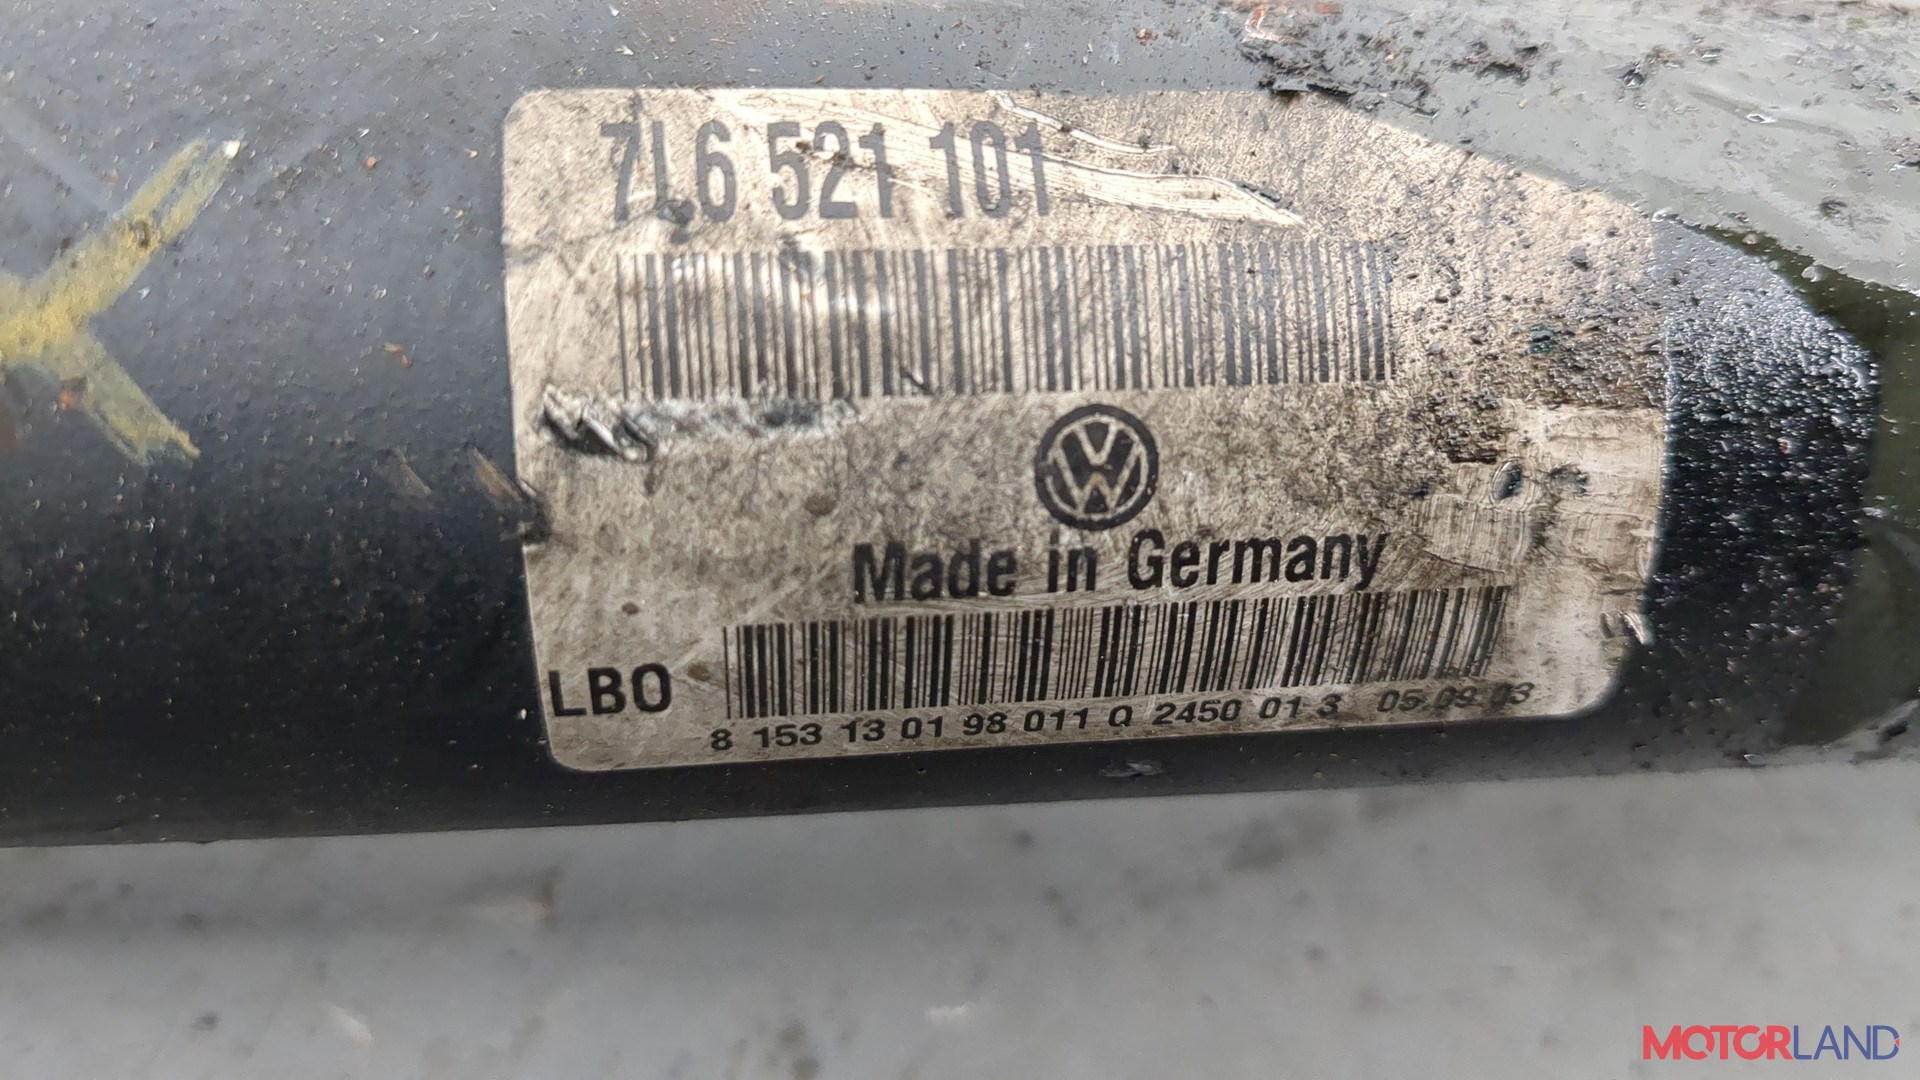 7L6 521 101
Made in Germany
LBO
8 153 13 01 98 011 Q 2450 01 3 05.09.03
MOTORLAND